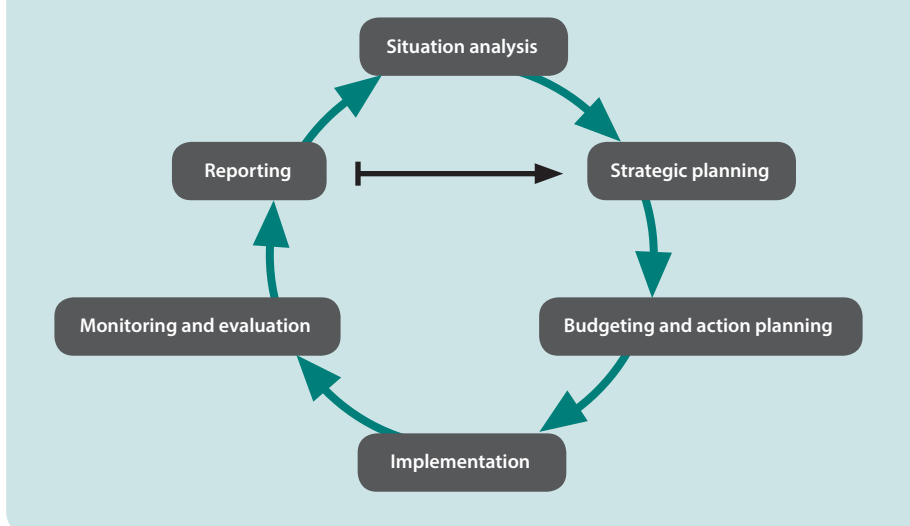 Situation analysis
Reporting
Strategic planning
Monitoring and evaluation
Budgeting and action planning
Implementation